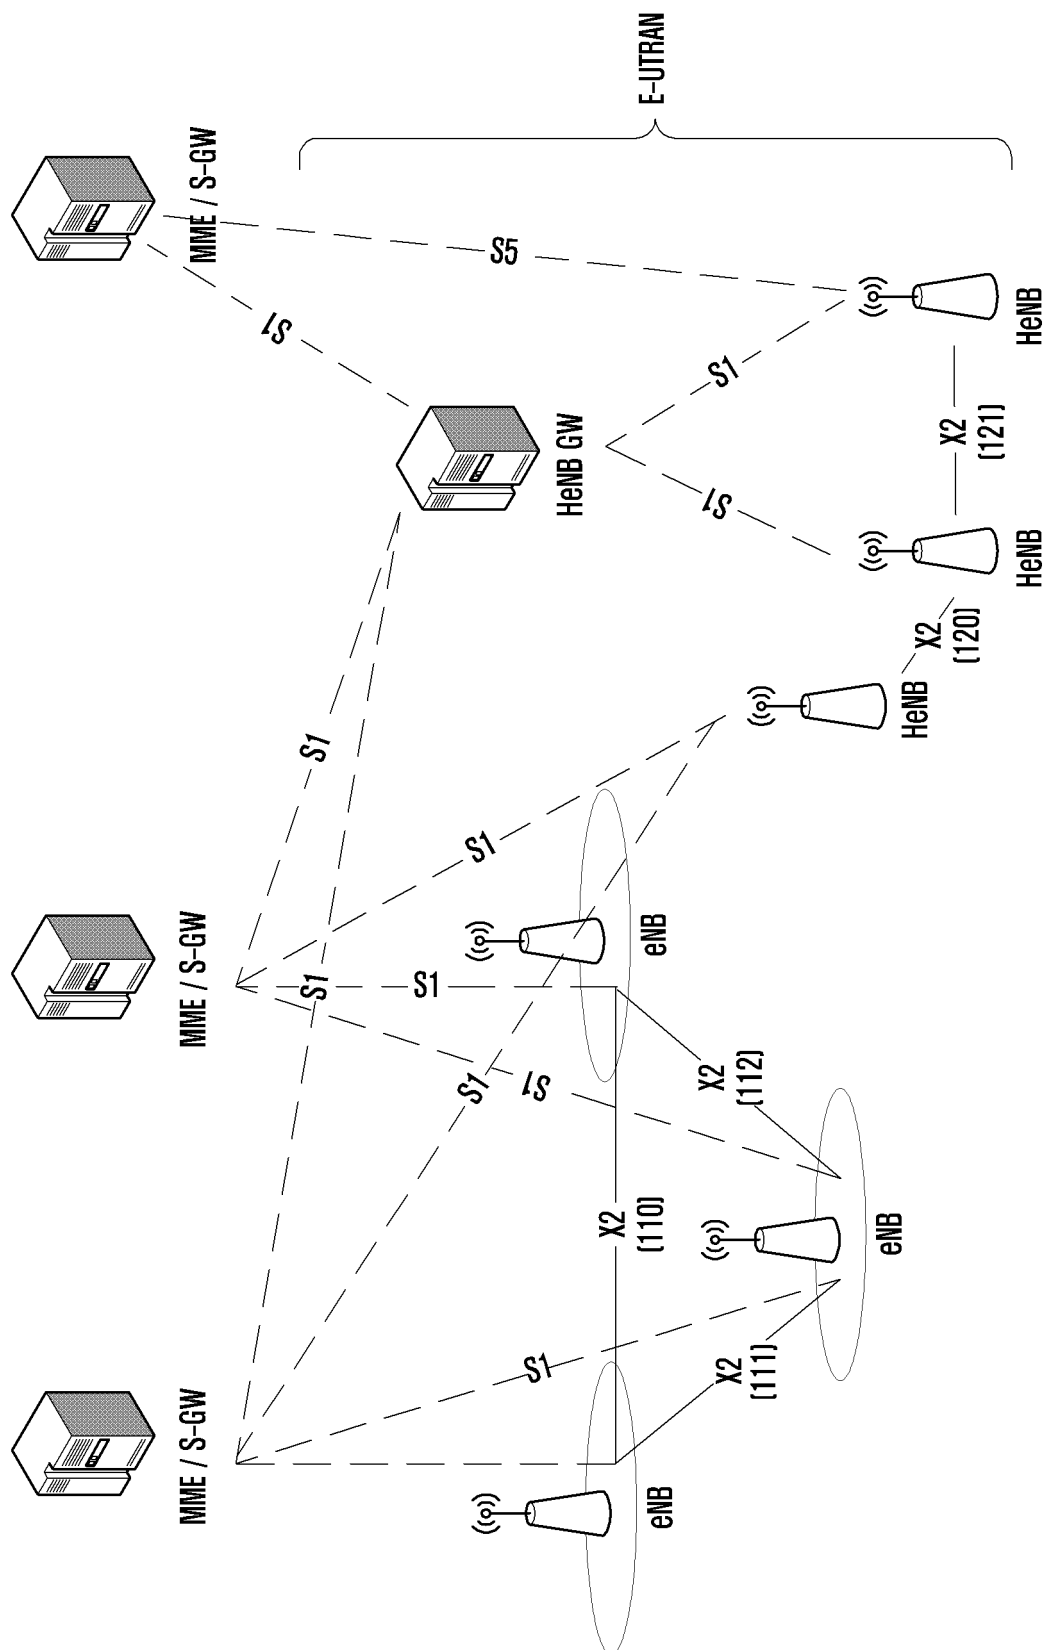 MME / S-GW
MME / S-GW
MME / S-GW
S1
S1
S1
S1
S1
S1
S5
S1
S1
HeNB GW
E-UTRAN
X2
(110)
eNB
eNB
S1
S1
X2
(111)
X2
(112)
eNB
HeNB
X2
(120)
X2
(121)
HeNB
HeNB